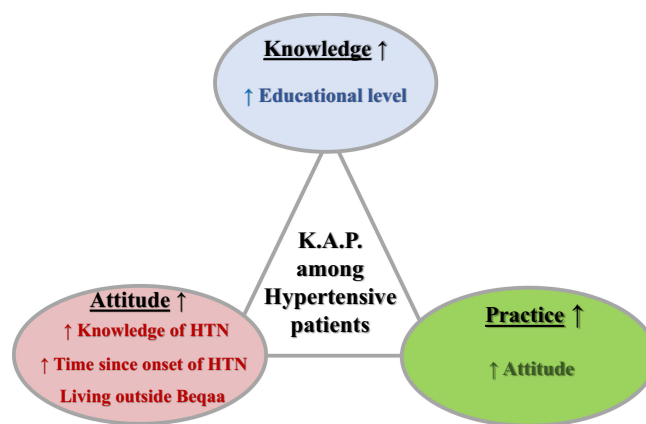 Knowledge ↑
↑ Educational level
K.A.P.
among
Hypertensive
patients
Attitude ↑
↑ Knowledge of HTN
↑ Time since onset of HTN
Living outside Beqaa
Practice ↑
↑ Attitude